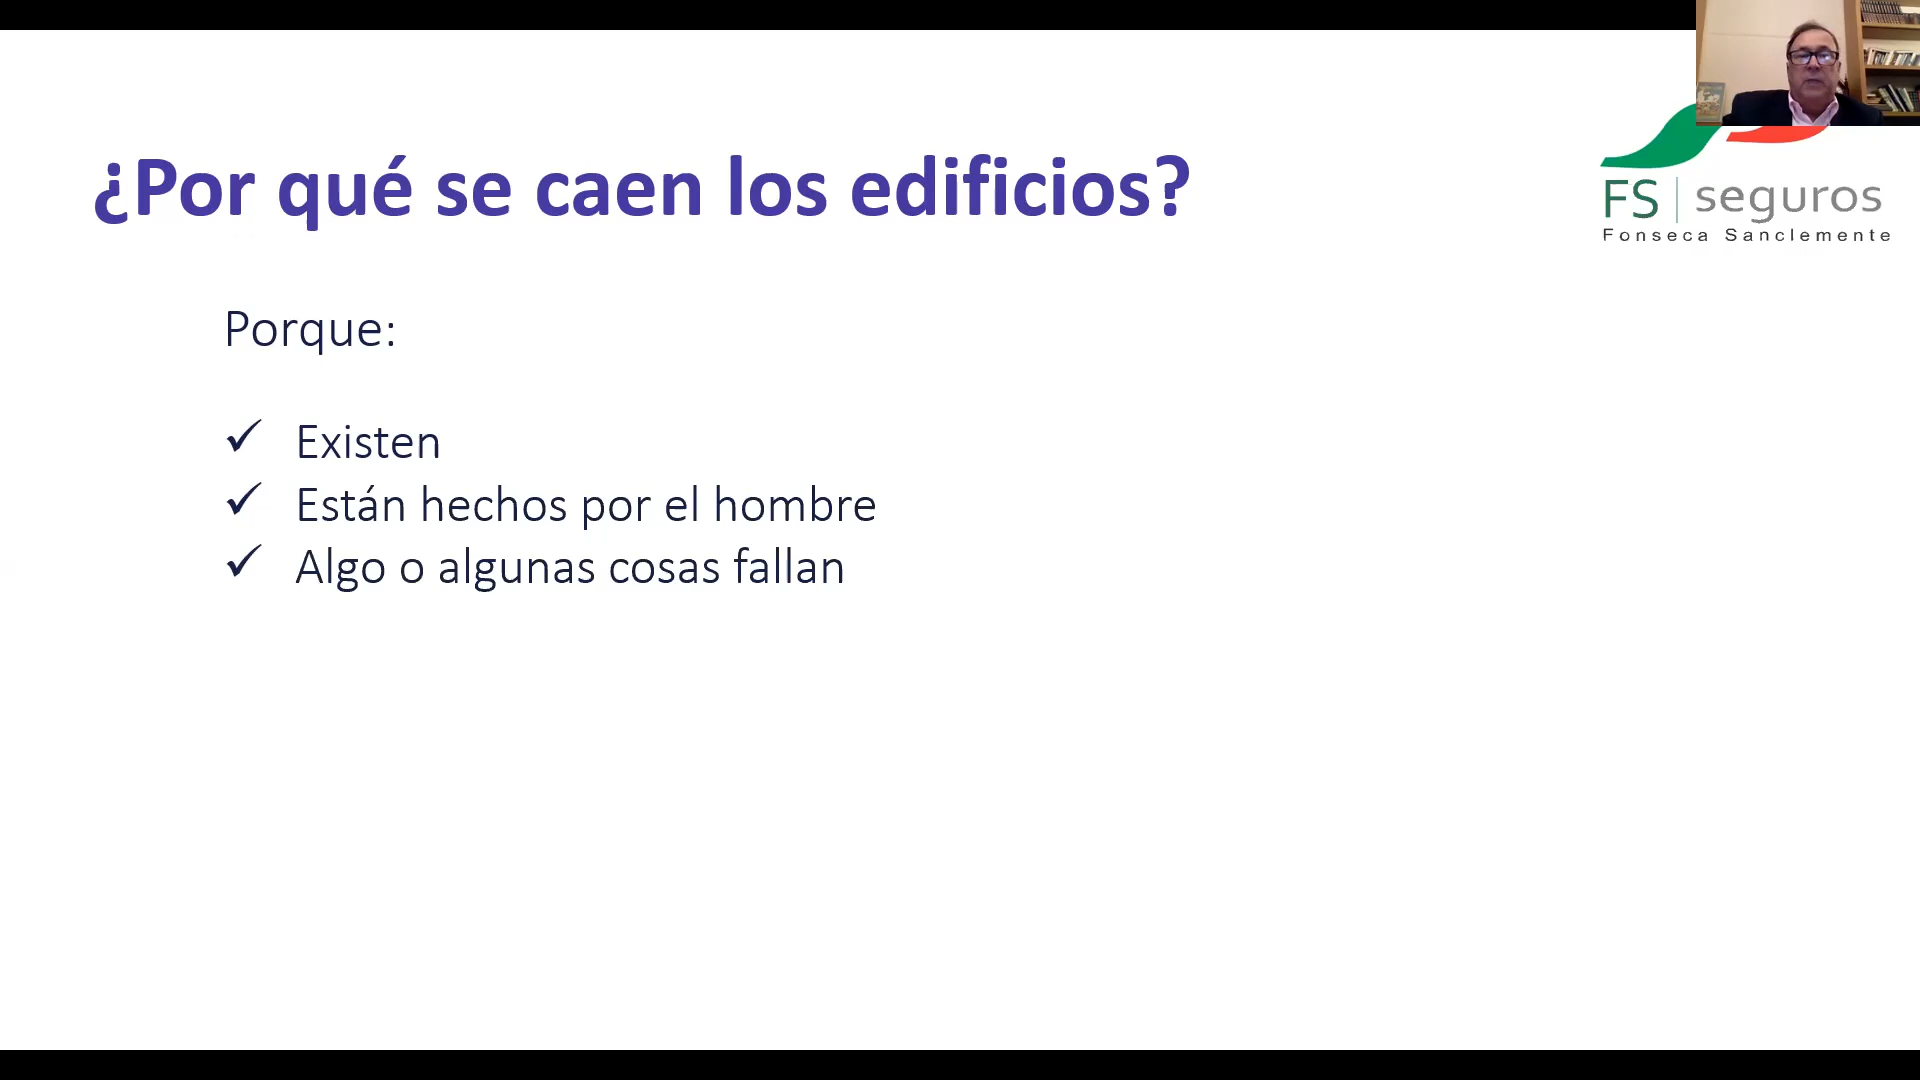 ¿Por qué se caen los edificios?
FS | seguros
Fonseca Sanclemente
Porque:
✓ Existen
✓ Están hechos por el hombre
✓ Algo o algunas cosas fallan